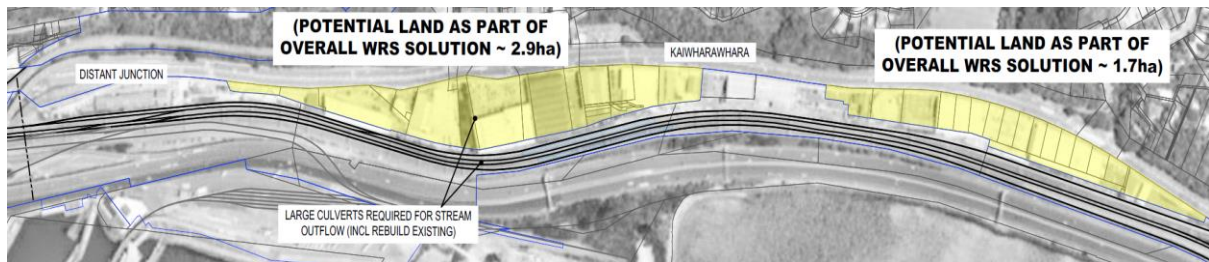 (POTENTIAL LAND AS PART OF
OVERALL WRS SOLUTION ~ 2.9ha)
KAIWHARAWHARA
(POTENTIAL LAND AS PART OF
OVERALL WRS SOLUTION ~ 1.7ha)
DISTANT JUNCTION
LARGE CULVERTS REQUIRED FOR STREAM
OUTFLOW (INCL REBUILD EXISTING)